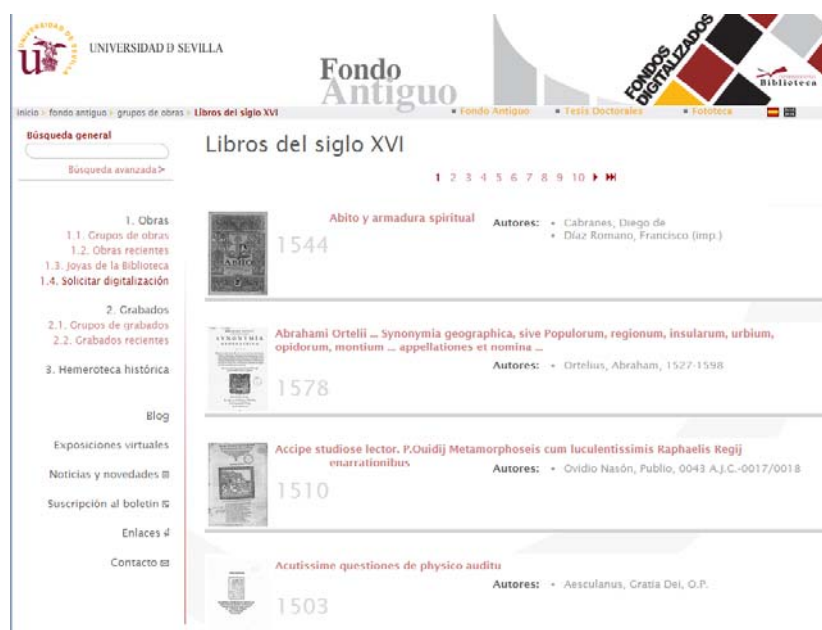 UNIVERSIDAD D SEVILLA
Fondo
Antiguo
FONDOS
DIGITALIZADOS
Biblioteca
inicio > fondo antiguo > grupos de obras > Libros del siglo XVI
Fondo Antiguo
Tesis Doctorales
Fototeca
Búsqueda general
Búsqueda avanzada >
1. Obras
1.1. Grupos de obras
1.2. Obras recientes
1.3. Joyas de la Biblioteca
1.4. Solicitar digitalización
2. Grabados
2.1. Grupos de grabados
2.2. Grabados recientes
3. Hemeroteca histórica
Blog
Exposiciones virtuales
Noticias y novedades
Suscripción al boletín
Enlaces
Contacto
Libros del siglo XVI
1 2 3 4 5 6 7 8 9 10
Abito y armadura spiritual
1544
Autores: • Cabranes, Diego de
• Díaz Romano, Francisco (imp.)
Abrahami Ortelii ... Synonymia geographica, sive Populorum, regionum, insularum, urbium,
opidorum, montium ... appellationes et nomina ...
1578
Autores: • Ortelius, Abraham, 1527-1598
Accipe studiose lector. P.Ouidij Metamorphoseis cum luculentissimis Raphaelis Regij
enarrationibus
1510
Autores: • Ovidio Nasón, Publio, 0043 A.J.C.-0017/0018
Acutissime questiones de physico auditu
1503
Autores: • Aesculanus, Gratia Dei, O.P.